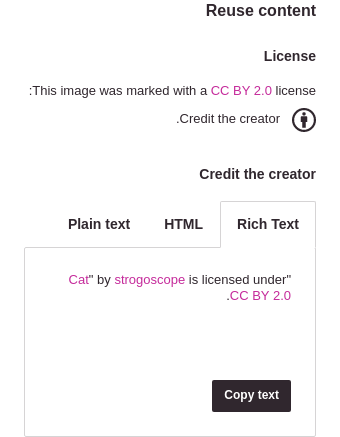 Reuse content
License
:This image was marked with a CC BY 2.0 license
.Credit the creator
Credit the creator
Rich Text
HTML
Plain text
Cat" by strogoscope is licensed under"
.CC BY 2.0
Copy text